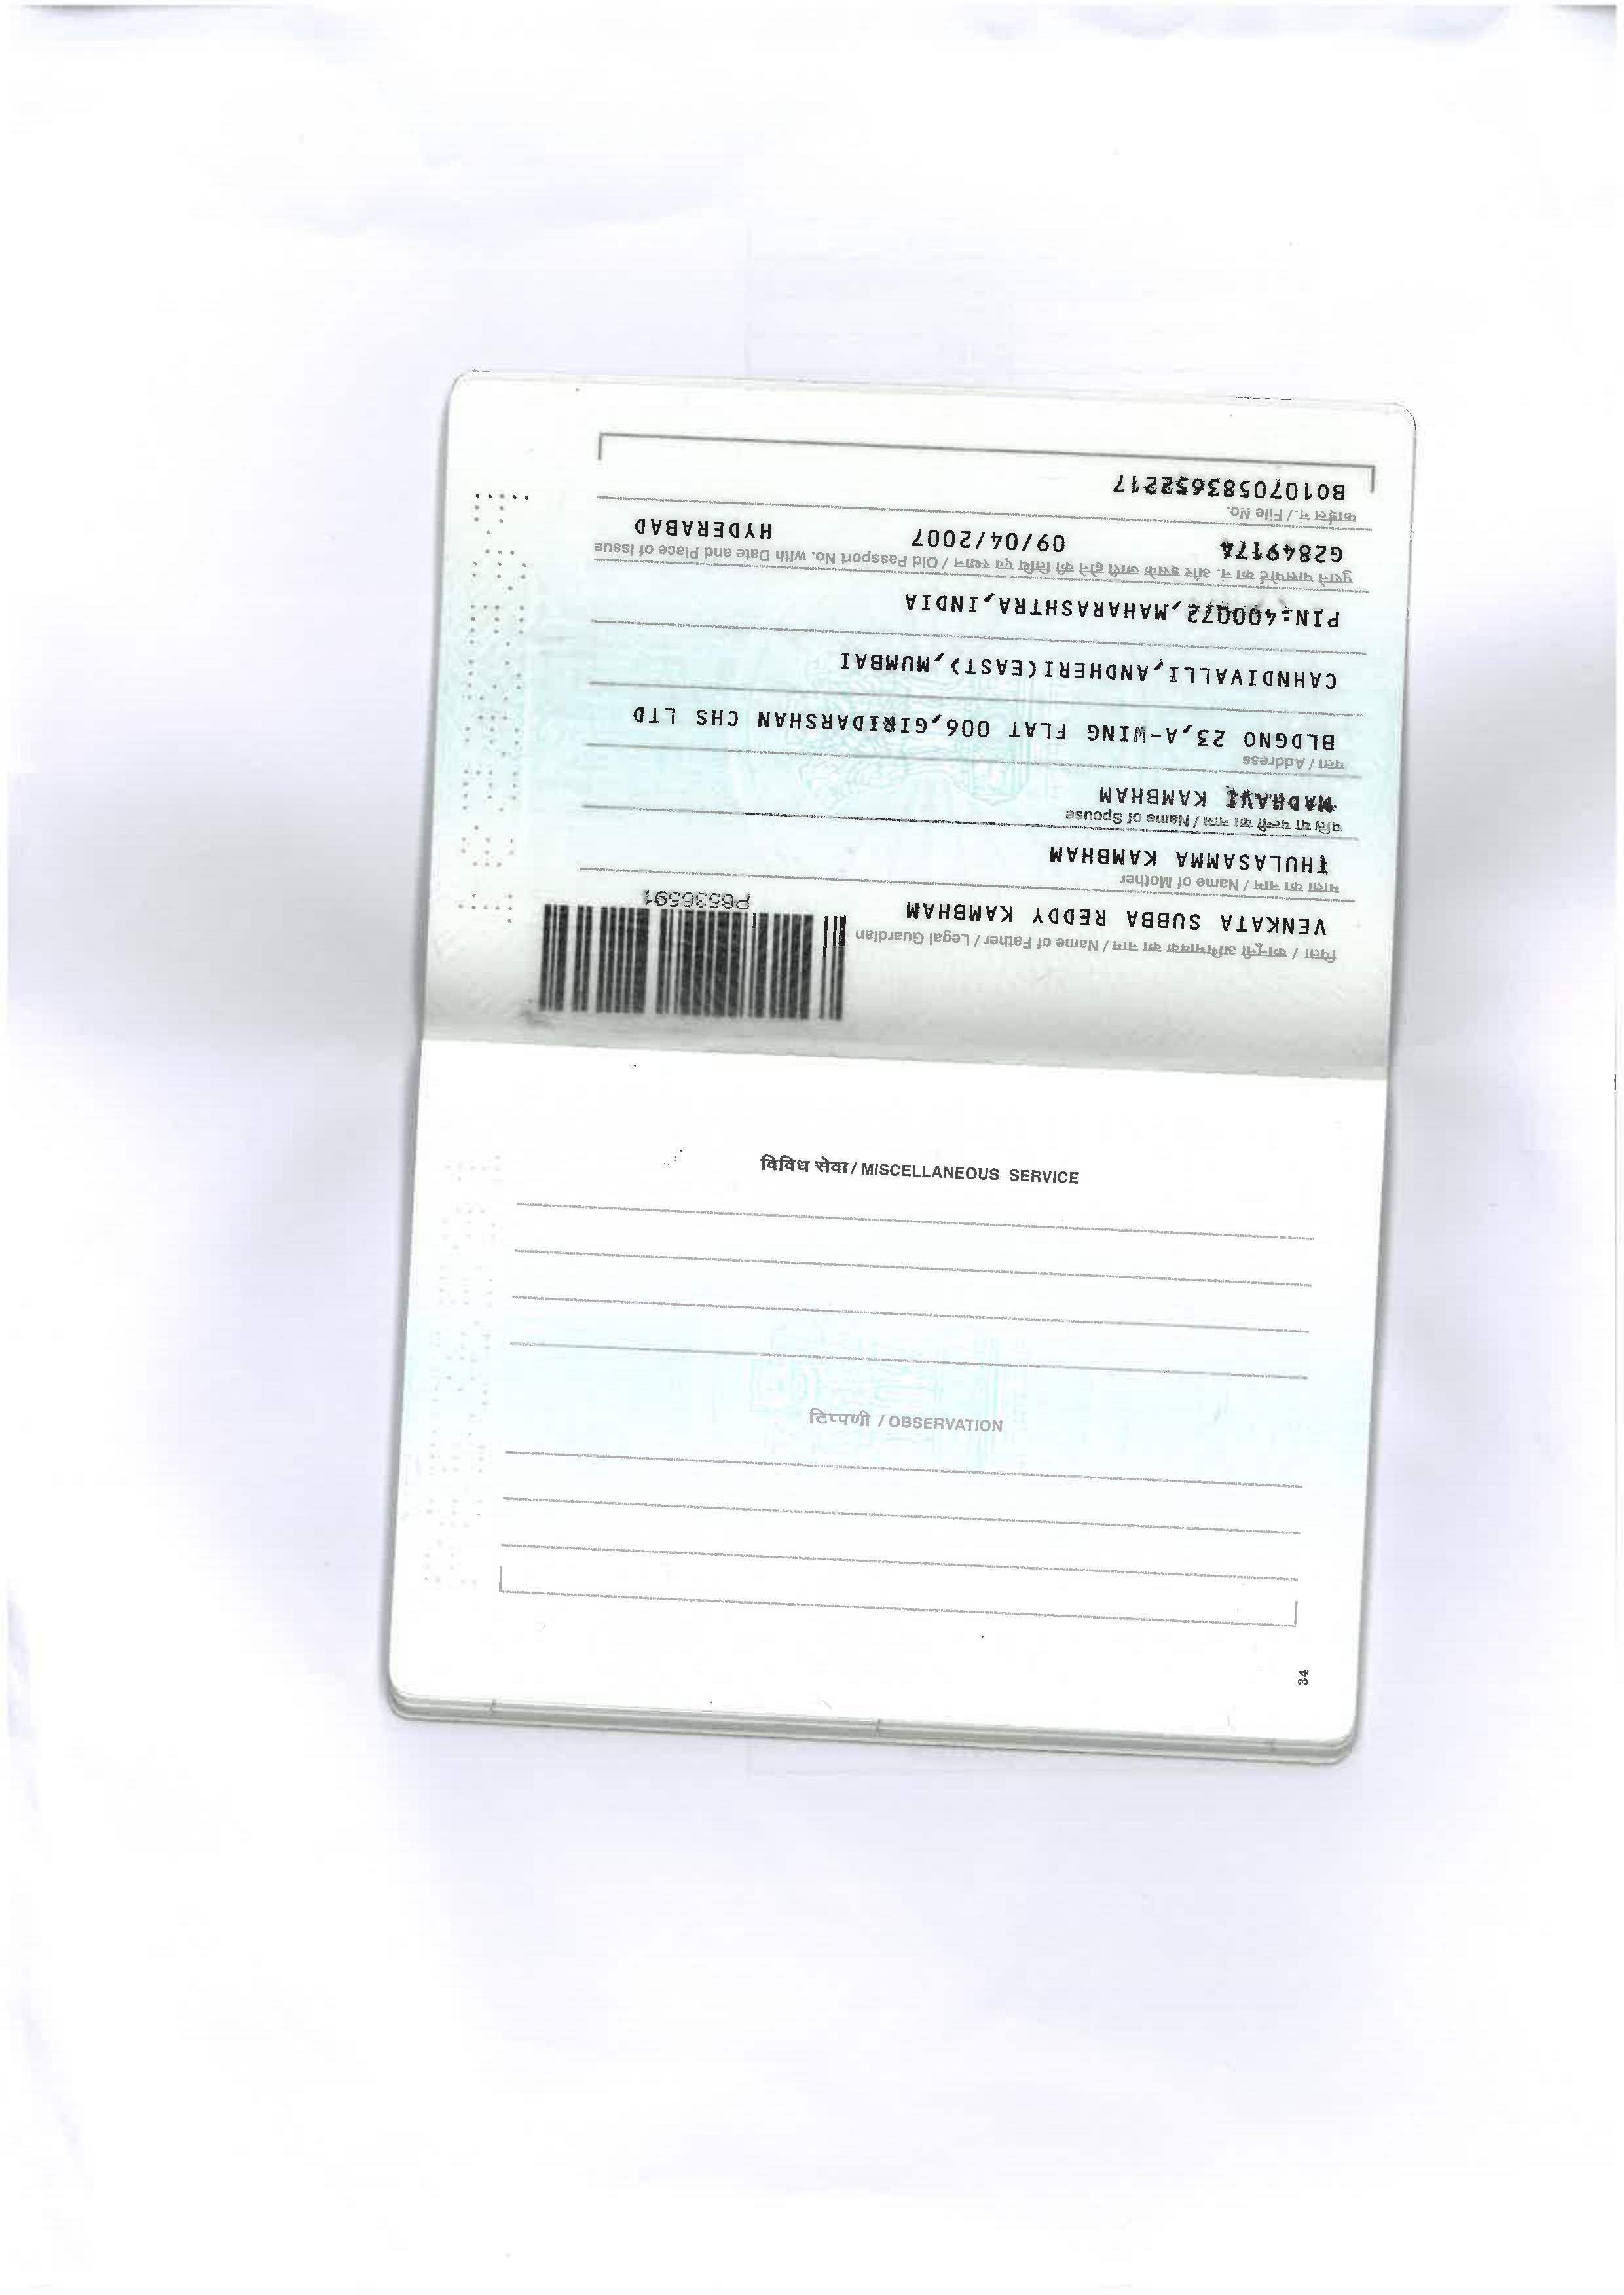 पिता / कानूनी अभिभावक का नाम / Name of Father / Legal Guardian
VENKATA SUBBA REDDY KAMBHAM
P6536591
माता का नाम / Name of Mother
THULASAMMA KAMBHAM
पति या पत्नी का नाम / Name of Spouse
MADHAVI KAMBHAM
पता / Address
BLDGNO 23,A-WING FLAT 006,GIRIDARSHAN CHS LTD
CAHNDIVALLI,ANDHERI(EAST),MUMBAI
PIN:400072,MAHARASHTRA,INDIA
पुराने पासपोर्ट का नं. और इसके जारी होने की तिथि एवं स्थान / Old Passport No. with Date and Place of Issue
G2849174 09/04/2007 HYDERABAD
फाईल नं. / File No.
BO1070583652217
विविध सेवा / MISCELLANEOUS SERVICE
टिप्पणी / OBSERVATION
34